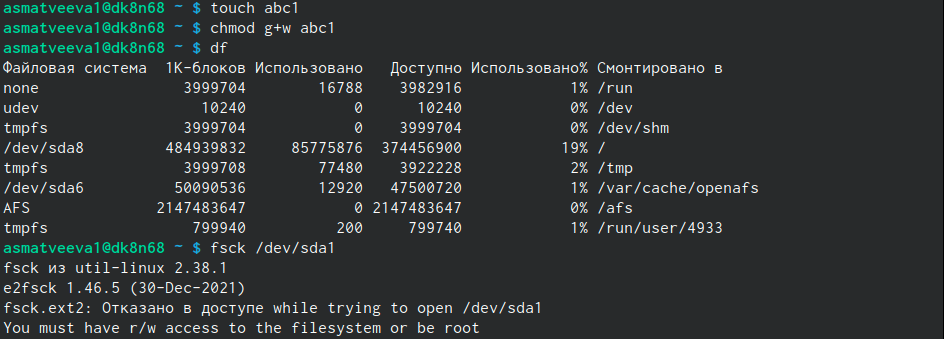 asmatveeva1@dk8n68 ~ $ touch abc1
asmatveeva1@dk8n68 ~ $ chmod g+w abc1
asmatveeva1@dk8n68 ~ $ df
Файловая система 1K-блоков Использовано Доступно Использовано% Смонтировано в
none 3999704 16788 3982916 1% /run
udev 10240 0 10240 0% /dev
tmpfs 3999704 0 3999704 0% /dev/shm
/dev/sda8 484939832 85775876 374456900 19% /
tmpfs 3999708 77480 3922228 2% /tmp
/dev/sda6 50090536 12920 47500720 1% /var/cache/openafs
AFS 2147483647 0 2147483647 0% /afs
tmpfs 799940 200 799740 1% /run/user/4933
asmatveeva1@dk8n68 ~ $ fsck /dev/sda1
fsck из util-linux 2.38.1
e2fsck 1.46.5 (30-Dec-2021)
fsck.ext2: Отказано в доступе while trying to open /dev/sda1
You must have r/w access to the filesystem or be root